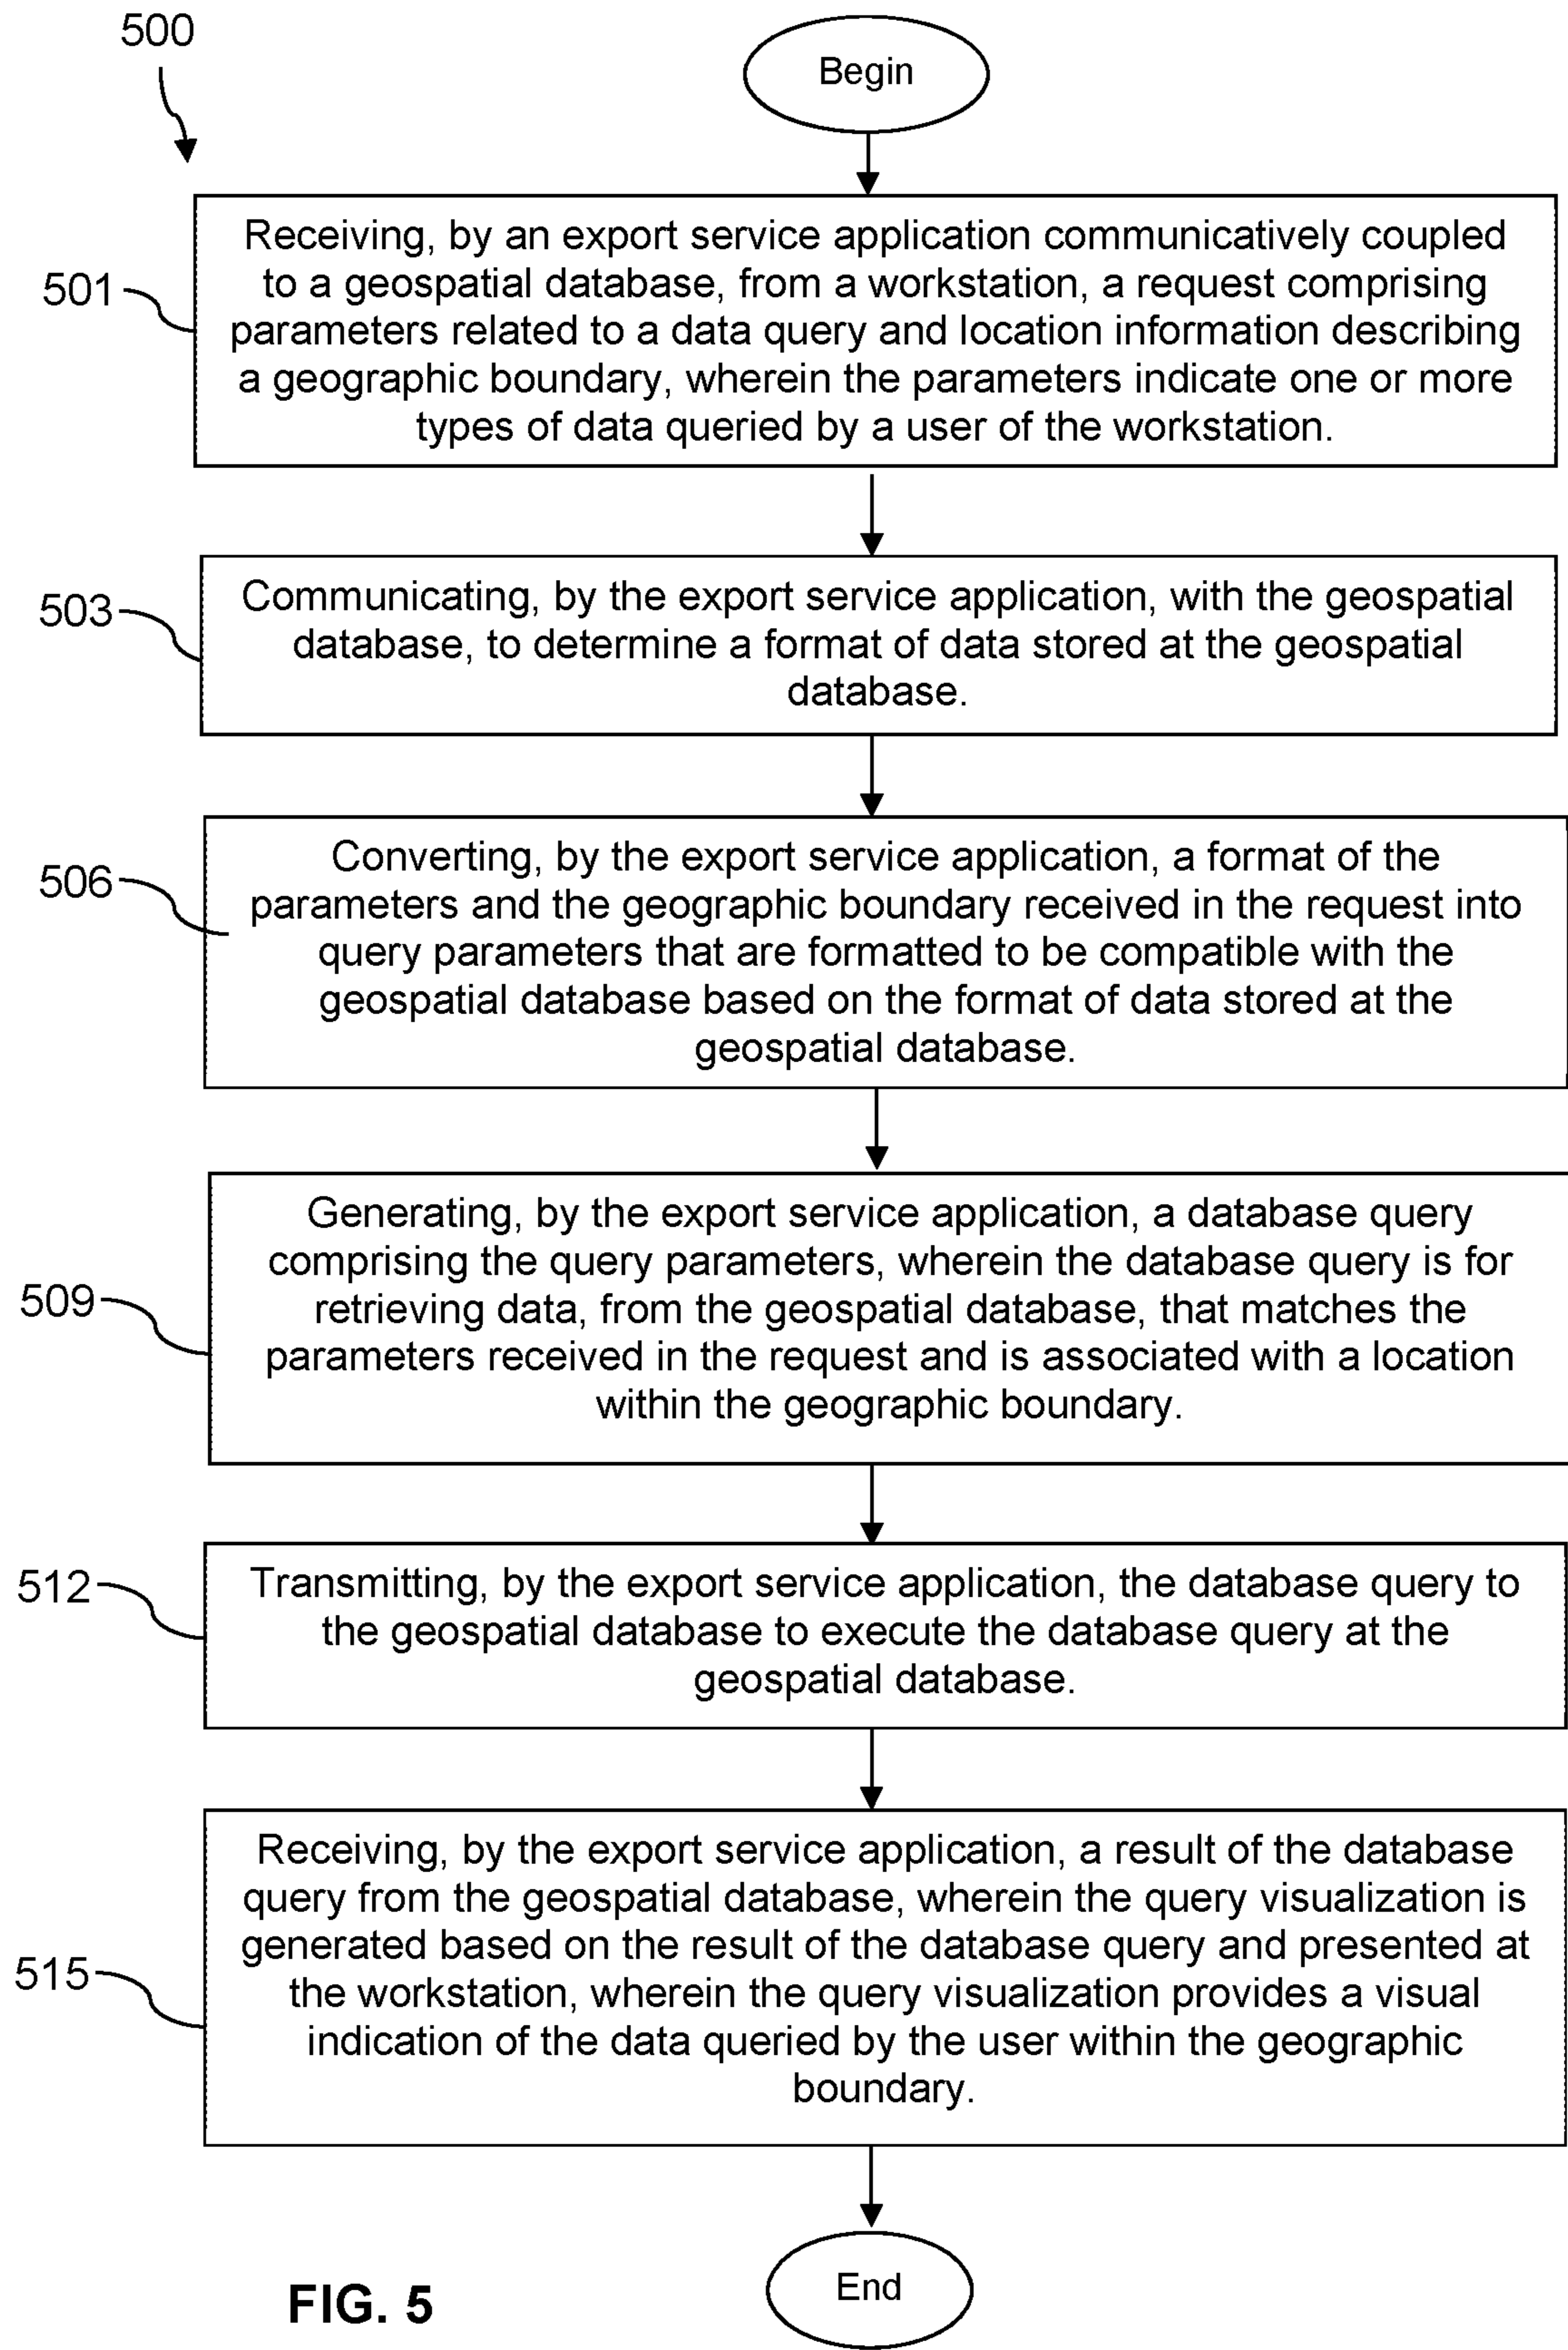 500
Begin
501
Receiving, by an export service application communicatively coupled
to a geospatial database, from a workstation, a request comprising
parameters related to a data query and location information describing
a geographic boundary, wherein the parameters indicate one or more
types of data queried by a user of the workstation.
503
Communicating, by the export service application, with the geospatial
database, to determine a format of data stored at the geospatial
database.
506
Converting, by the export service application, a format of the
parameters and the geographic boundary received in the request into
query parameters that are formatted to be compatible with the
geospatial database based on the format of data stored at the
geospatial database.
509
Generating, by the export service application, a database query
comprising the query parameters, wherein the database query is for
retrieving data, from the geospatial database, that matches the
parameters received in the request and is associated with a location
within the geographic boundary.
512
Transmitting, by the export service application, the database query to
the geospatial database to execute the database query at the
geospatial database.
515
Receiving, by the export service application, a result of the database
query from the geospatial database, wherein the query visualization is
generated based on the result of the database query and presented at
the workstation, wherein the query visualization provides a visual
indication of the data queried by the user within the geographic
boundary.
End
FIG. 5